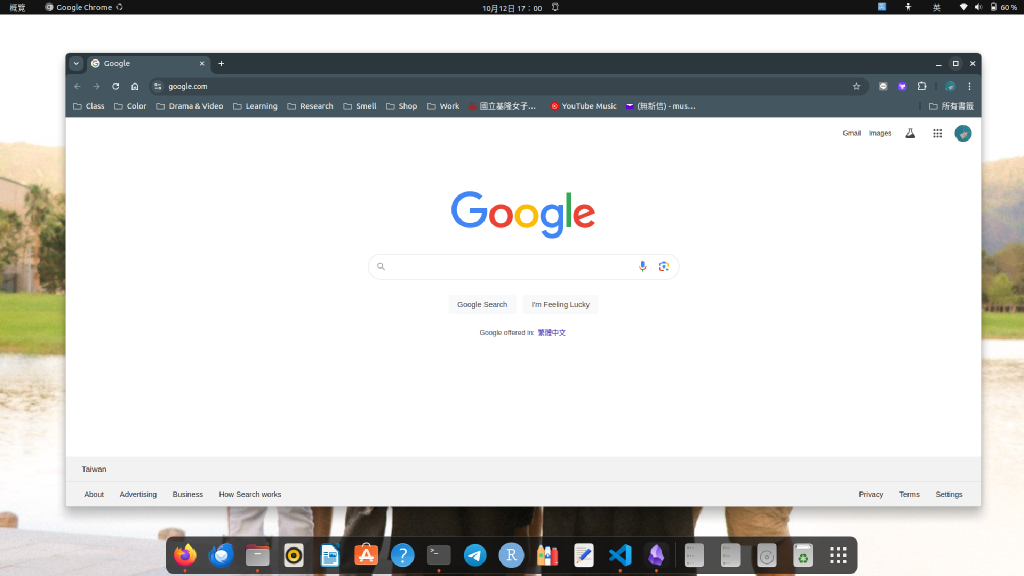 概覽 Google Chrome 10月12日 17：00 英 60 %
Google
google.com
Class Color Drama & Video Learning Research Smell Shop Work 國立基隆女子... YouTube Music (無新信) - mus... 所有書籤
Gmail Images
Google
Google Search I'm Feeling Lucky
Google offered in: 繁體中文
Taiwan
About Advertising Business How Search works Privacy Terms Settings